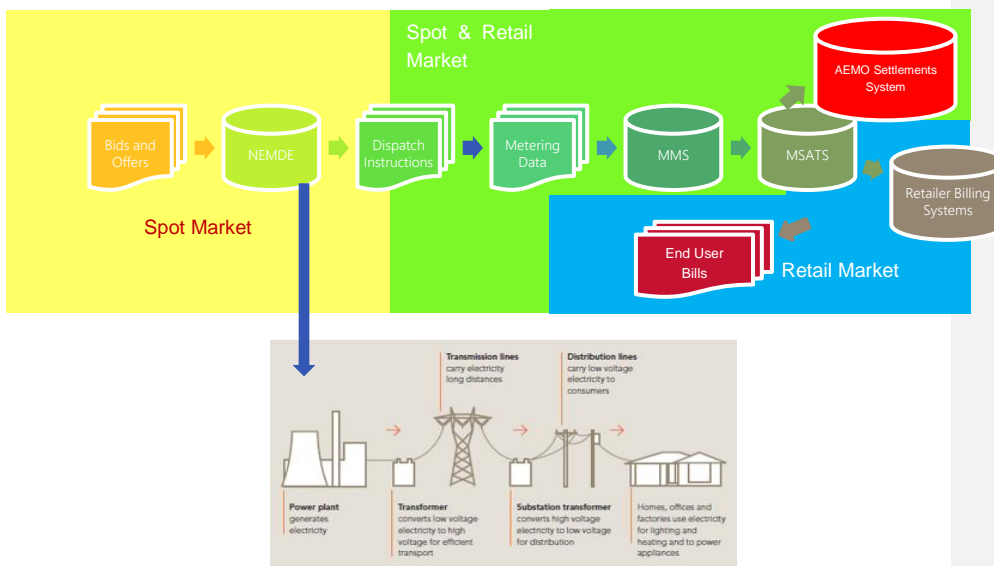 Spot & Retail
Market
AEMO Settlements
System
Bids and
Offers
NEMDE
Dispatch
Instructions
Metering
Data
MMS
MSATS
Retailer Billing
Systems
Spot Market
End User
Bills
Retail Market
Transmission lines
carry electricity
long distances
Distribution lines
carry low voltage
electricity to
consumers
Power plant
generates
electricity
Transformer
converts low voltage
electricity to high
voltage for efficient
transport
Substation transformer
converts high voltage
electricity to low voltage
for distribution
Homes, offices and
factories use electricity
for lighting and
heating and to power
appliances